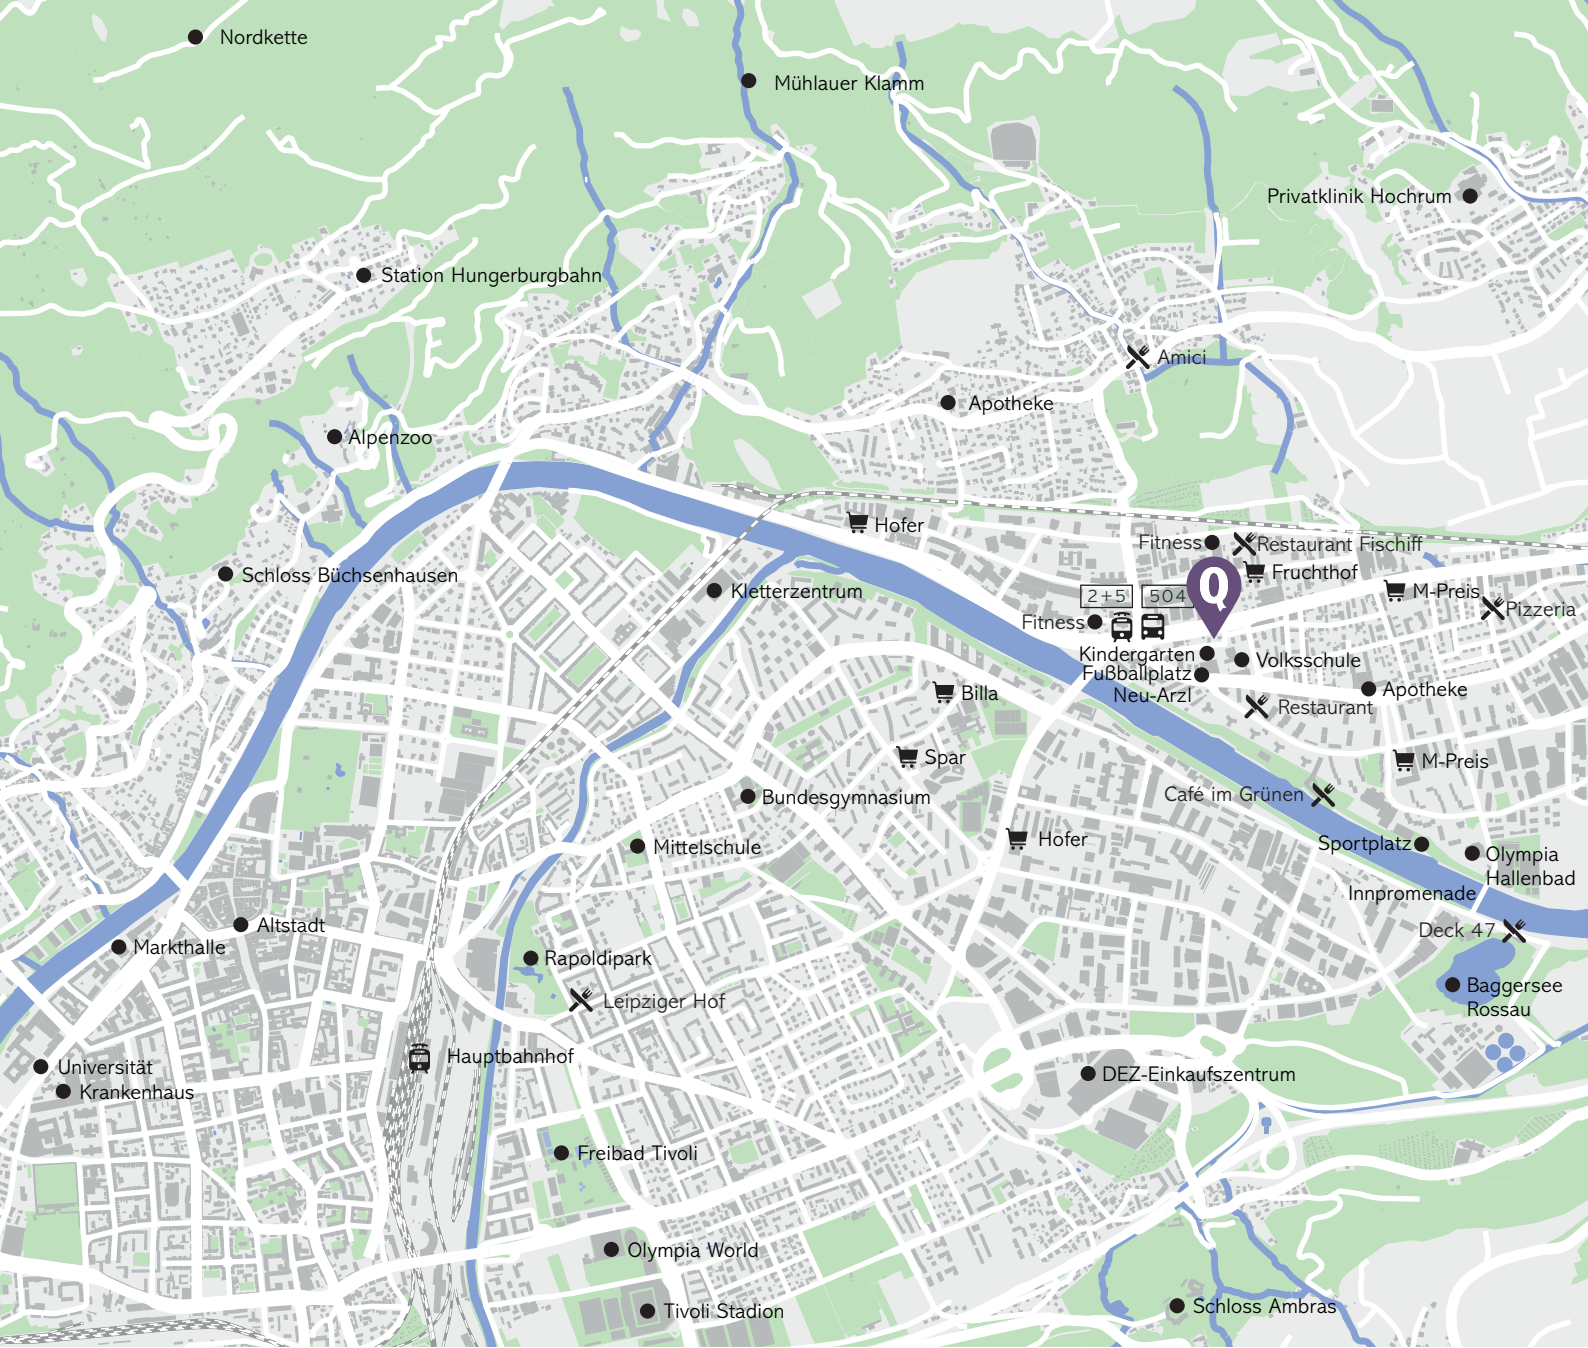 Nordkette
Mühlauer Klamm
Privatklinik Hochrum
Station Hungerburgbahn
Amici
Apotheke
Alpenzoo
Hofer
Fitness
Restaurant Fischiff
Fruchthof
Schloss Büchsenhausen
Kletterzentrum
2+5
504
Q
M-Preis
Pizzeria
Fitness
Kindergarten
Volksschule
Fußballplatz
Neu-Arzl
Apotheke
Billa
Restaurant
Spar
M-Preis
Bundesgymnasium
Café im Grünen
Mittelschule
Hofer
Sportplatz
Olympia
Hallenbad
Innpromenade
Altstadt
Deck 47
Markthalle
Rapoldipark
Baggersee
Rossau
Leipziger Hof
Hauptbahnhof
Universität
DEZ-Einkaufszentrum
Krankenhaus
Freibad Tivoli
Olympia World
Schloss Ambras
Tivoli Stadion